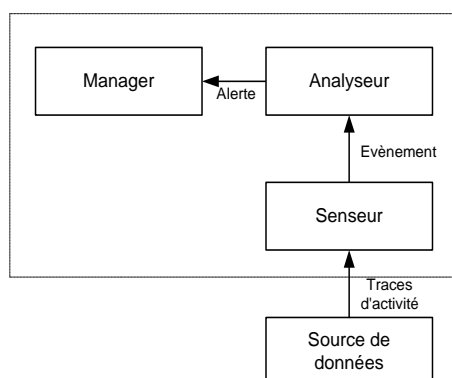 Manager
Analyseur
Alerte
Evènement
Senseur
Traces
d'activité
Source de
données